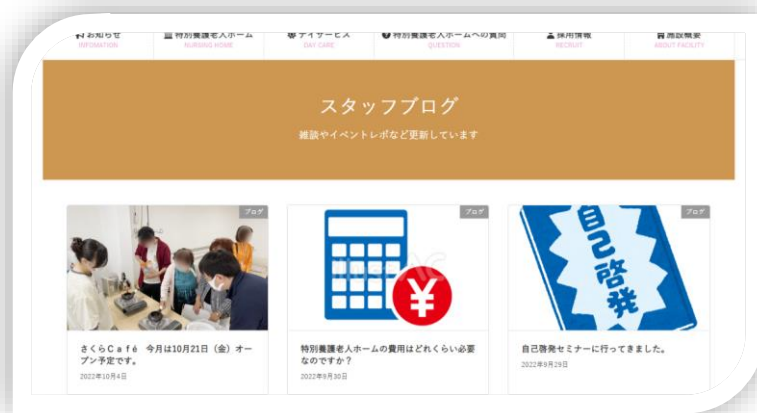 お知らせ
INFOMATION
特別養護老人ホーム
NURSING HOME
デイサービス
DAY CARE
特別養護老人ホームへの質問
QUESTION
採用情報
RECRUIT
施設概要
ABOUT FACILITY
スタッフブログ
雑談やイベントレポなど更新しています
ブログ
ブログ
ブログ
¥
自己啓発
さくらCafé 今月は10月21日（金）オー
プン予定です。
2022年10月4日
特別養護老人ホームの費用はどれくらい必要
なのですか？
2022年9月30日
自己啓発セミナーに行ってきました。
2022年9月29日